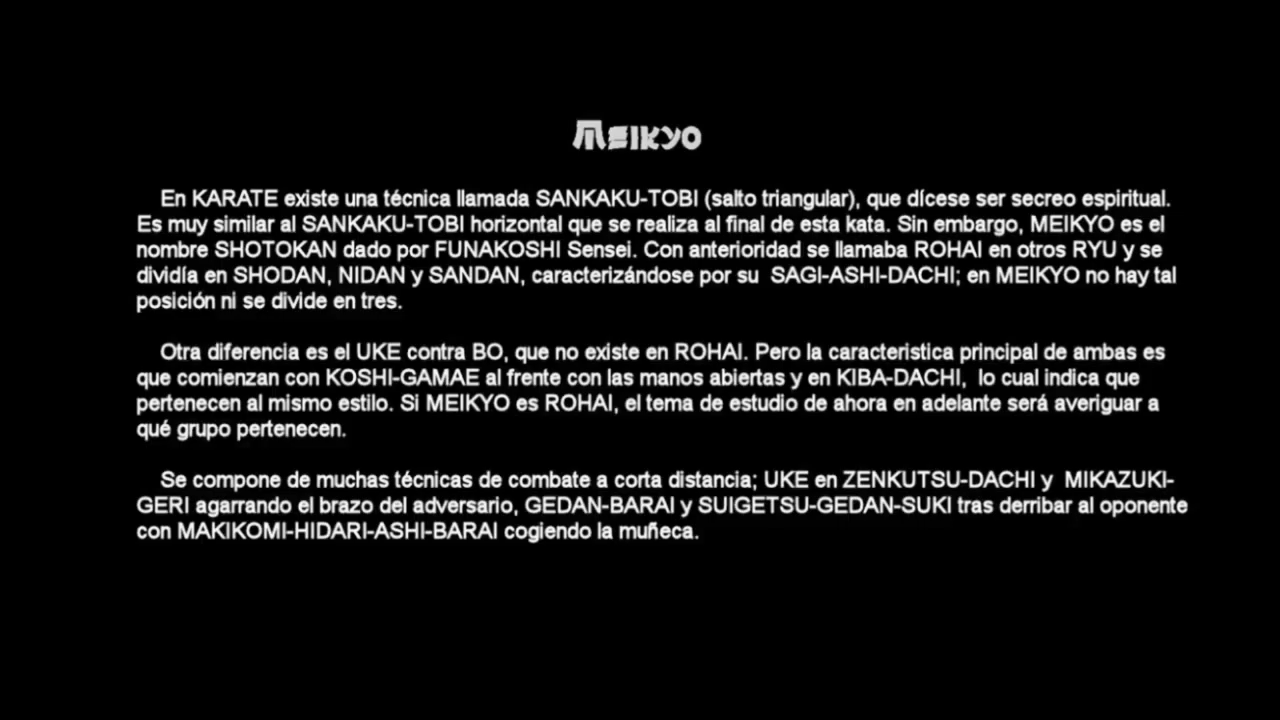 MEIKYO
En KARATE existe una técnica llamada SANKAKU-TOBI (salto triangular), que dícese ser secreo espiritual.
Es muy similar al SANKAKU-TOBI horizontal que se realiza al final de esta kata. Sin embargo, MEIKYO es el
nombre SHOTOKAN dado por FUNAKOSHI Sensei. Con anterioridad se llamaba ROHAI en otros RYU y se
dividía en SHODAN, NIDAN y SANDAN, caracterizándose por su SAGI-ASHI-DACHI; en MEIKYO no hay tal
posición ni se divide en tres.
Otra diferencia es el UKE contra BO, que no existe en ROHAI. Pero la caracteristica principal de ambas es
que comienzan con KOSHI-GAMAE al frente con las manos abiertas y en KIBA-DACHI, lo cual indica que
pertenecen al mismo estilo. Si MEIKYO es ROHAI, el tema de estudio de ahora en adelante será averiguar a
qué grupo pertenecen.
Se compone de muchas técnicas de combate a corta distancia; UKE en ZENKUTSU-DACHI y MIKAZUKI-
GERI agarrando el brazo del adversario, GEDAN-BARAI y SUIGETSU-GEDAN-SUKI tras derribar al oponente
con MAKIKOMI-HIDARI-ASHI-BARAI cogiendo la muñeca.